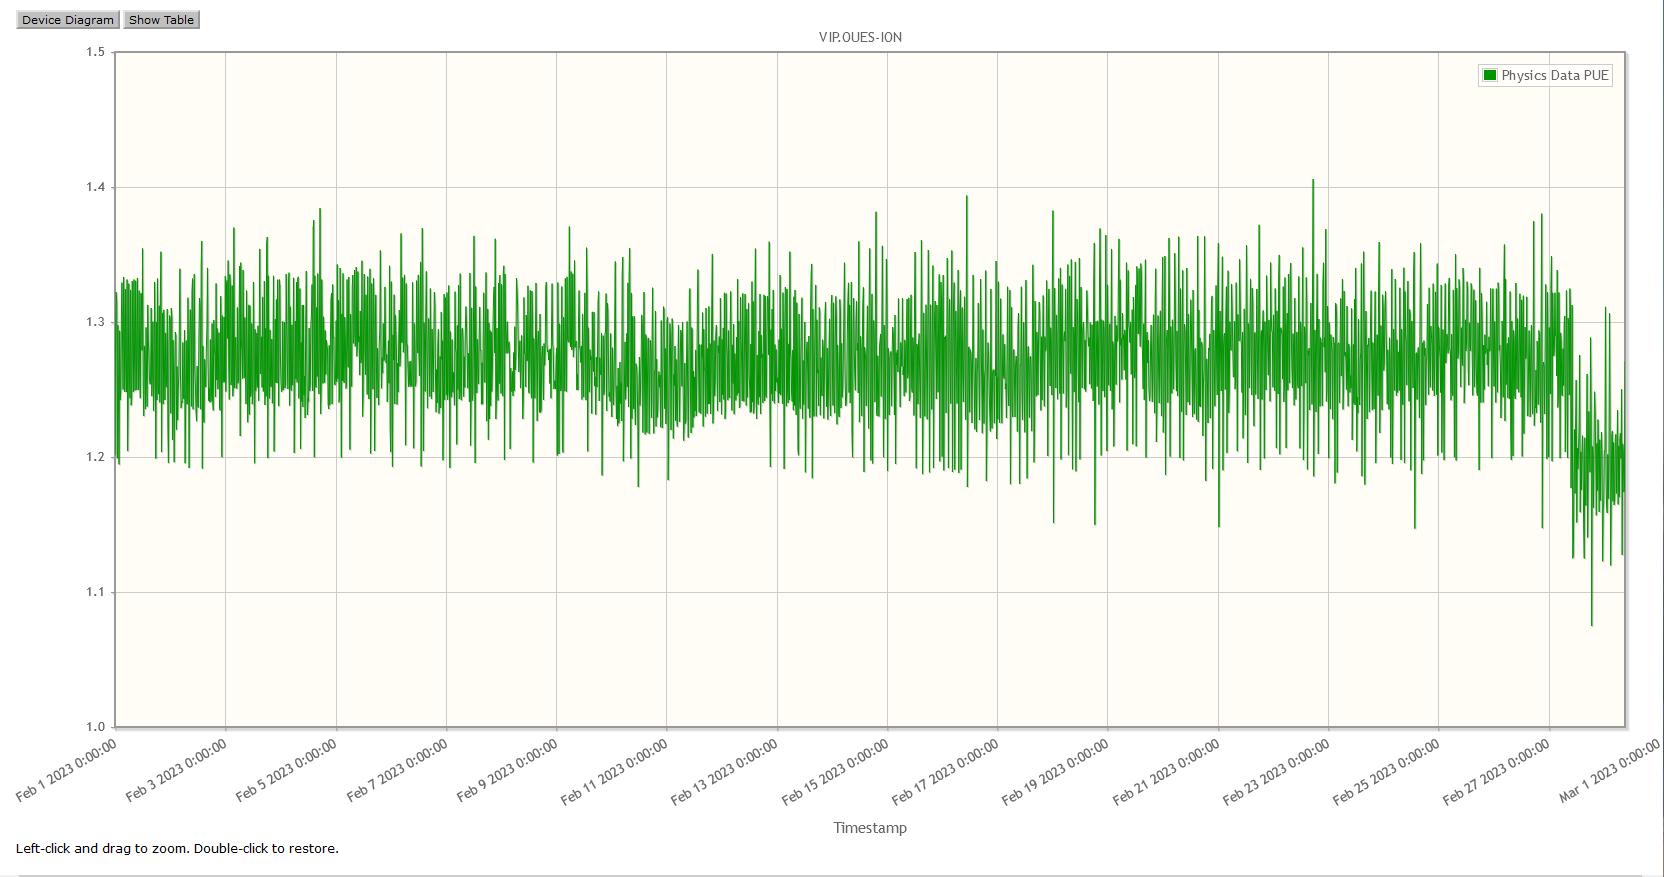 Device Diagram Show Table
VIP.OUES-ION
Physics Data PUE
1.5
1.4
1.3
1.2
1.1
1.0
Feb 1 2023 0:00:00 Feb 3 2023 0:00:00 Feb 5 2023 0:00:00 Feb 7 2023 0:00:00 Feb 9 2023 0:00:00 Feb 11 2023 0:00:00 Feb 13 2023 0:00:00 Feb 15 2023 0:00:00 Feb 17 2023 0:00:00 Feb 19 2023 0:00:00 Feb 21 2023 0:00:00 Feb 23 2023 0:00:00 Feb 25 2023 0:00:00 Feb 27 2023 0:00:00 Mar 1 2023 0:00:00
Timestamp
Left-click and drag to zoom. Double-click to restore.